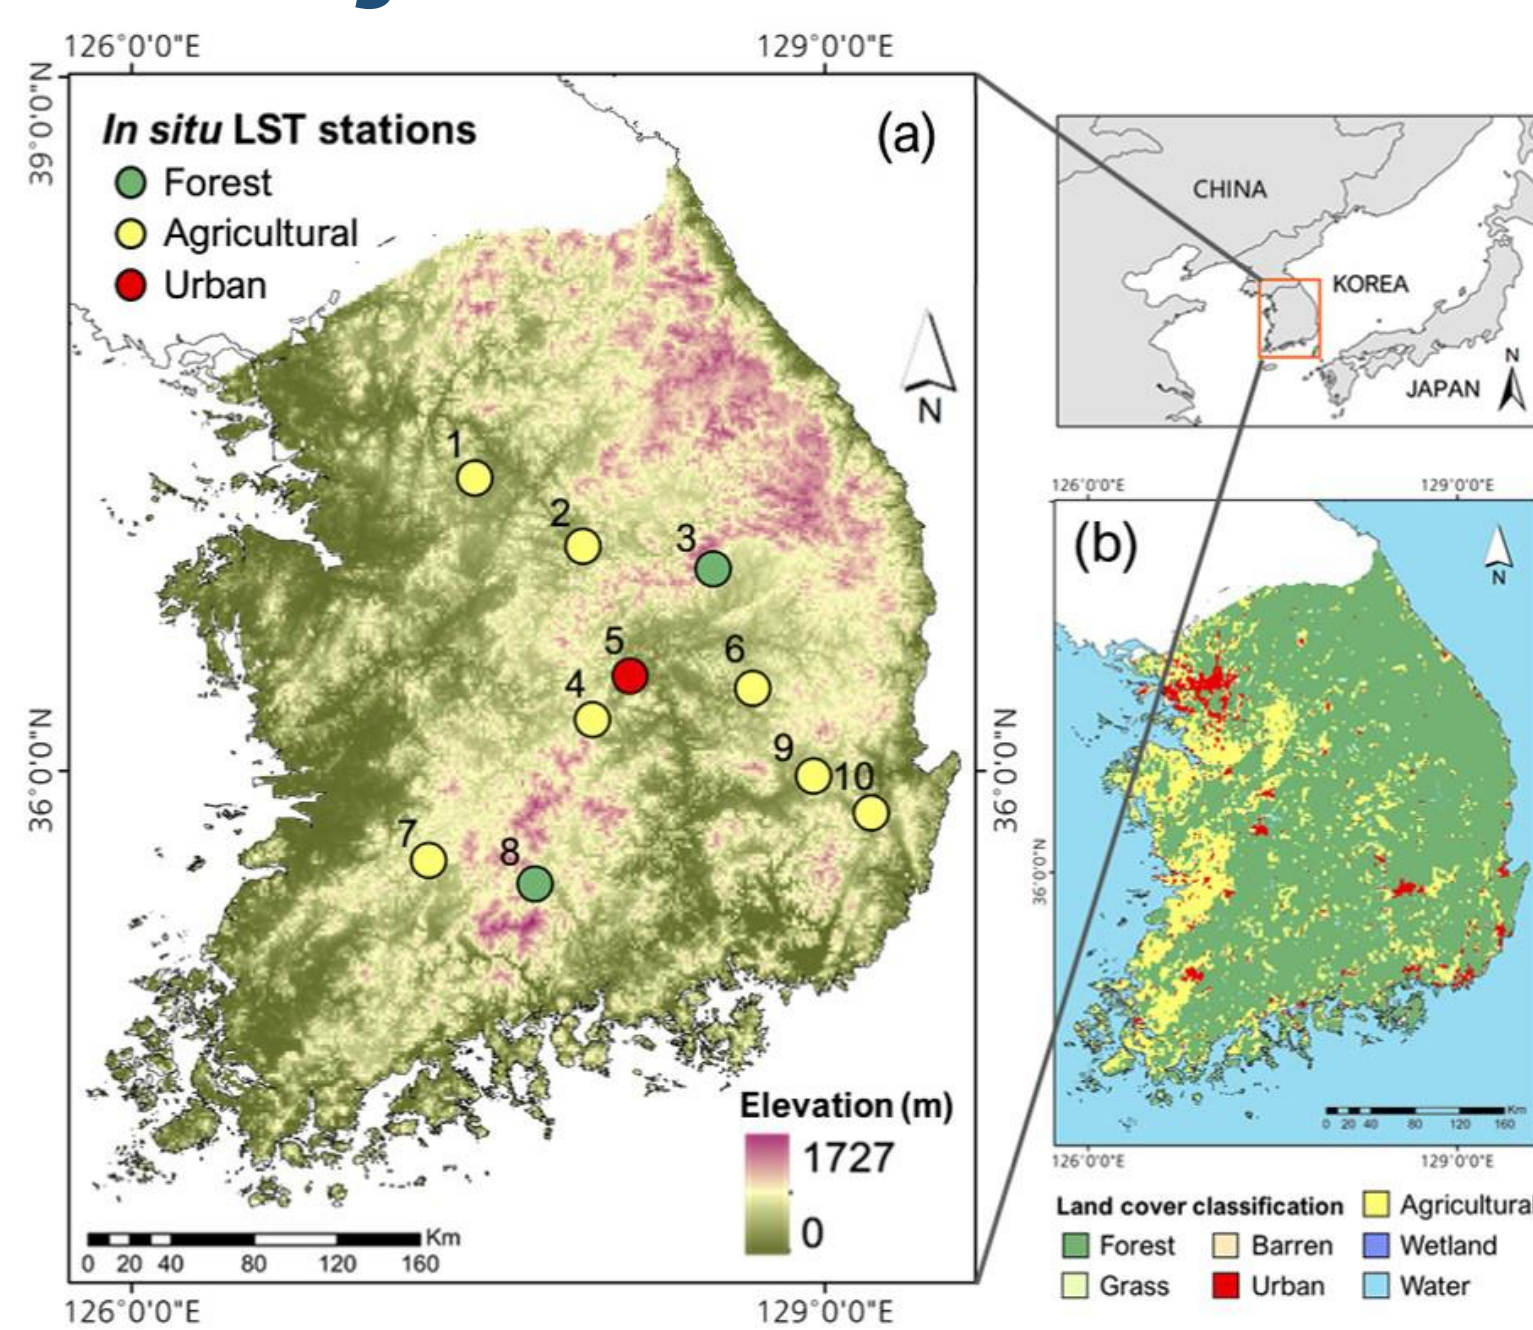 126°0'0"E
129°0'0"E
39°0'0"N
In situ LST stations
Forest
Agricultural
Urban
(a)
N
1
2
3
5
6
4
9
10
7
8
36°0'0"N
36°0'0"N
Elevation (m)
1727
0
Km
0 20 40 80 120 160
126°0'0"E
129°0'0"E
CHINA
KOREA
JAPAN
N
126°0'0"E
129°0'0"E
(b)
N
36°0'0"N
Km
0 20 40 80 120 160
126°0'0"E
129°0'0"E
Land cover classification
Agricultural
Forest
Barren
Wetland
Grass
Urban
Water